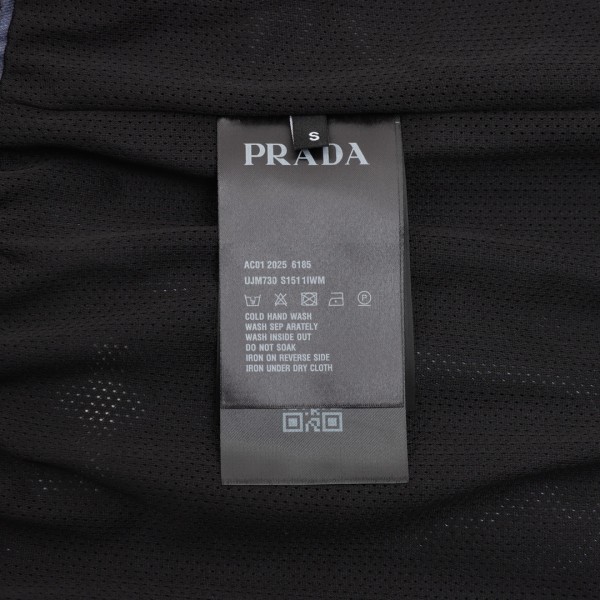 S
PRADA
AC01 2025 6185
UJM730 S1511IWM
COLD HAND WASH
WASH SEP ARATELY
WASH INSIDE OUT
DO NOT SOAK
IRON ON REVERSE SIDE
IRON UNDER DRY CLOTH